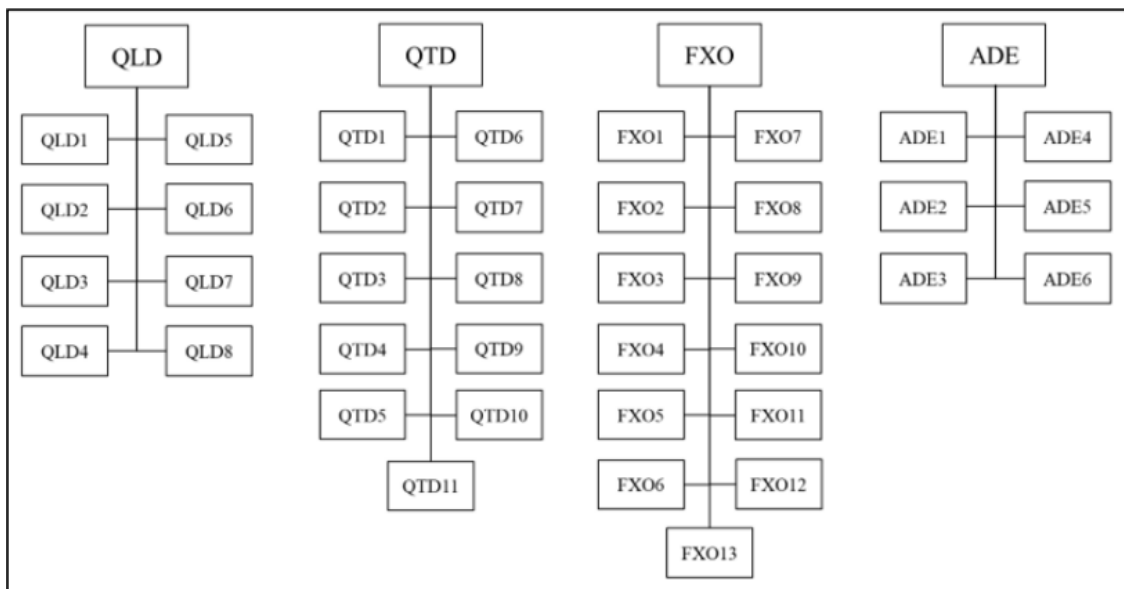 QLD
QLD1
QLD5
QLD2
QLD6
QLD3
QLD7
QLD4
QLD8
QTD
QTD1
QTD6
QTD2
QTD7
QTD3
QTD8
QTD4
QTD9
QTD5
QTD10
QTD11
FXO
FXO1
FXO7
FXO2
FXO8
FXO3
FXO9
FXO4
FXO10
FXO5
FXO11
FXO6
FXO12
FXO13
ADE
ADE1
ADE4
ADE2
ADE5
ADE3
ADE6